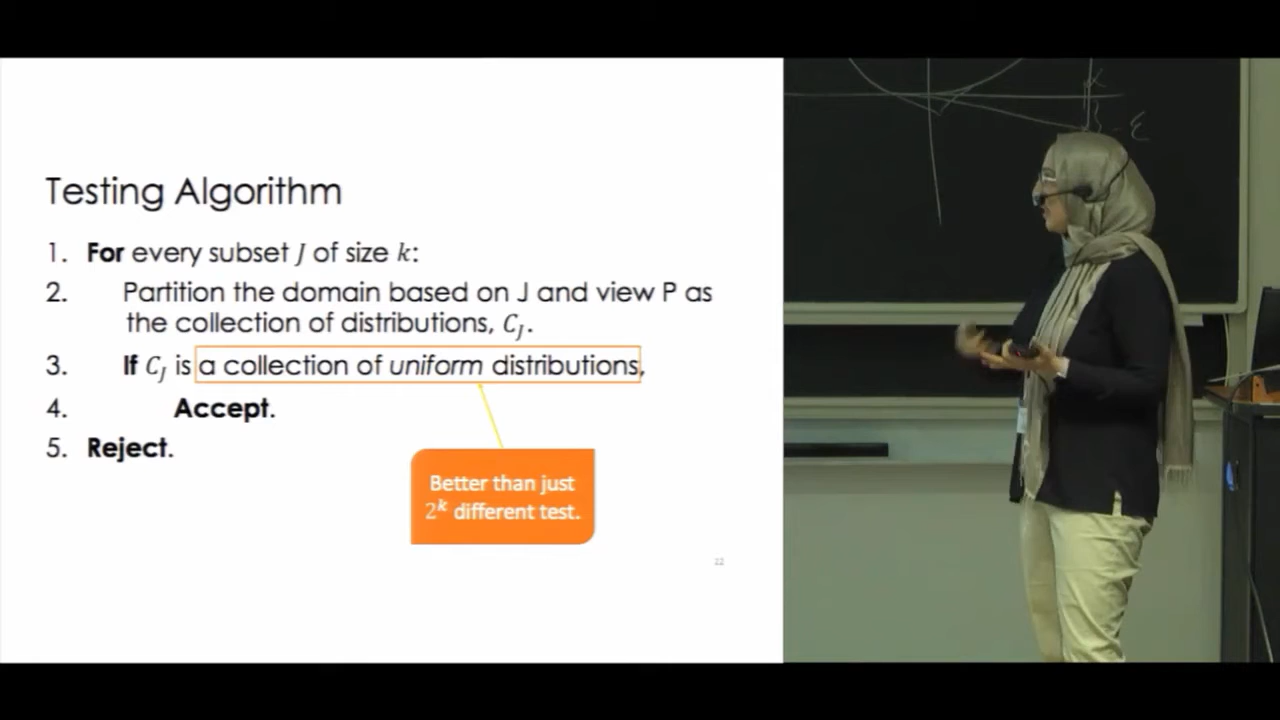 Testing Algorithm
1. For every subset J of size k:
2. Partition the domain based on J and view P as
the collection of distributions, C_J.
3. If C_J is a collection of uniform distributions,
4. Accept.
5. Reject.
Better than just
2^k different test.
22